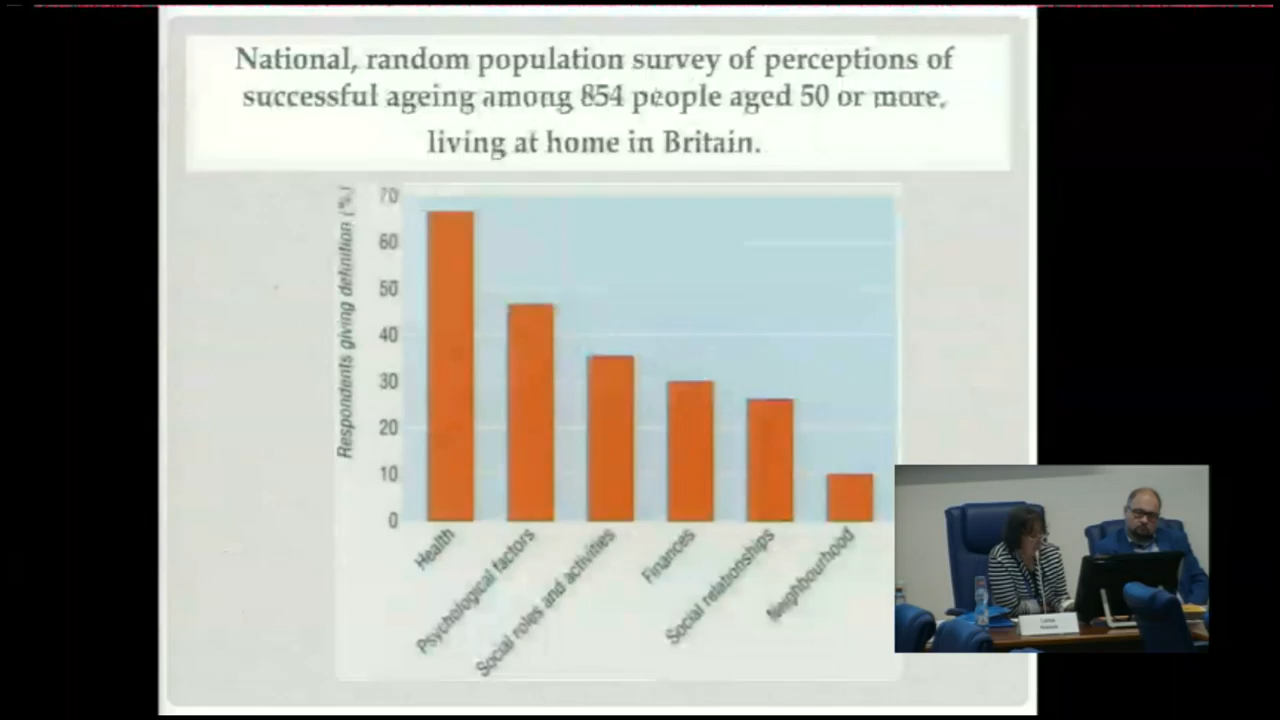 National, random population survey of perceptions of
successful ageing among 854 people aged 50 or more,
living at home in Britain.
Respondents giving definition (%)
70
60
50
40
30
20
10
0
Health
Psychological factors
Social roles and activities
Finances
Social relationships
Neighbourhood